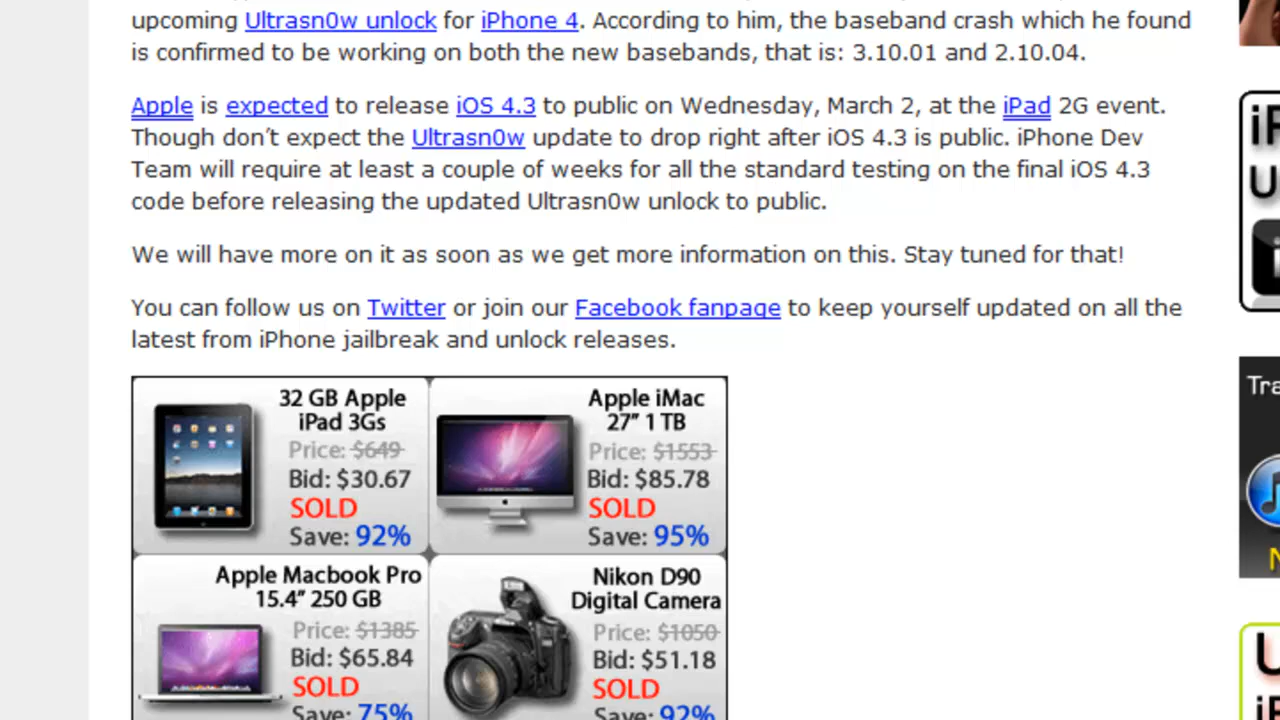 upcoming Ultrasn0w unlock for iPhone 4. According to him, the baseband crash which he found
is confirmed to be working on both the new basebands, that is: 3.10.01 and 2.10.04.
Apple is expected to release iOS 4.3 to public on Wednesday, March 2, at the iPad 2G event.
Though don't expect the Ultrasn0w update to drop right after iOS 4.3 is public. iPhone Dev
Team will require at least a couple of weeks for all the standard testing on the final iOS 4.3
code before releasing the updated Ultrasn0w unlock to public.
We will have more on it as soon as we get more information on this. Stay tuned for that!
You can follow us on Twitter or join our Facebook fanpage to keep yourself updated on all the
latest from iPhone jailbreak and unlock releases.
32 GB Apple
iPad 3Gs
Price: $649
Bid: $30.67
SOLD
Save: 92%
Apple iMac
27" 1 TB
Price: $1553
Bid: $85.78
SOLD
Save: 95%
Apple Macbook Pro
15.4" 250 GB
Price: $1385
Bid: $65.84
SOLD
Save: 75%
Nikon D90
Digital Camera
Price: $1050
Bid: $51.18
SOLD
Save: 92%